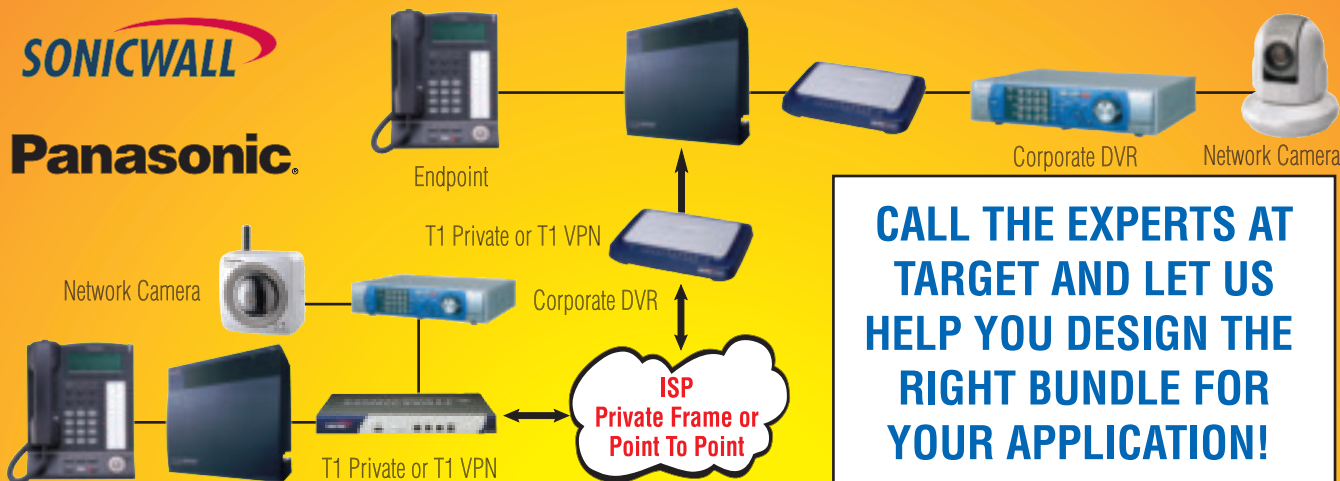 SONICWALL
Panasonic®
Endpoint
Corporate DVR
Network Camera
T1 Private or T1 VPN
Network Camera
Corporate DVR
ISP
Private Frame or
Point To Point
T1 Private or T1 VPN
CALL THE EXPERTS AT
TARGET AND LET US
HELP YOU DESIGN THE
RIGHT BUNDLE FOR
YOUR APPLICATION!